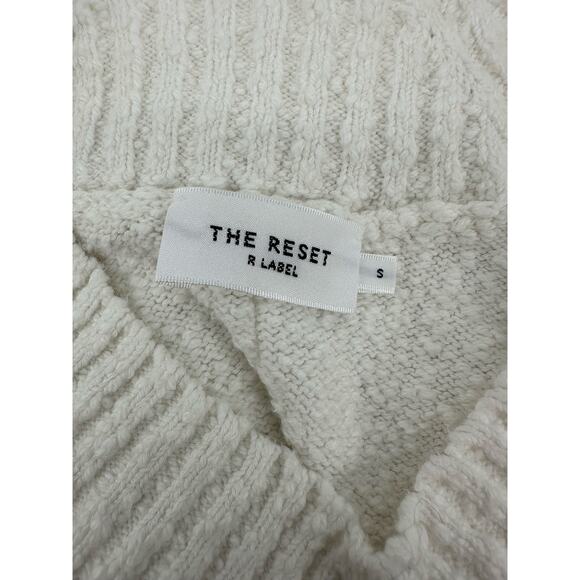 THE RESET
R LABEL
S